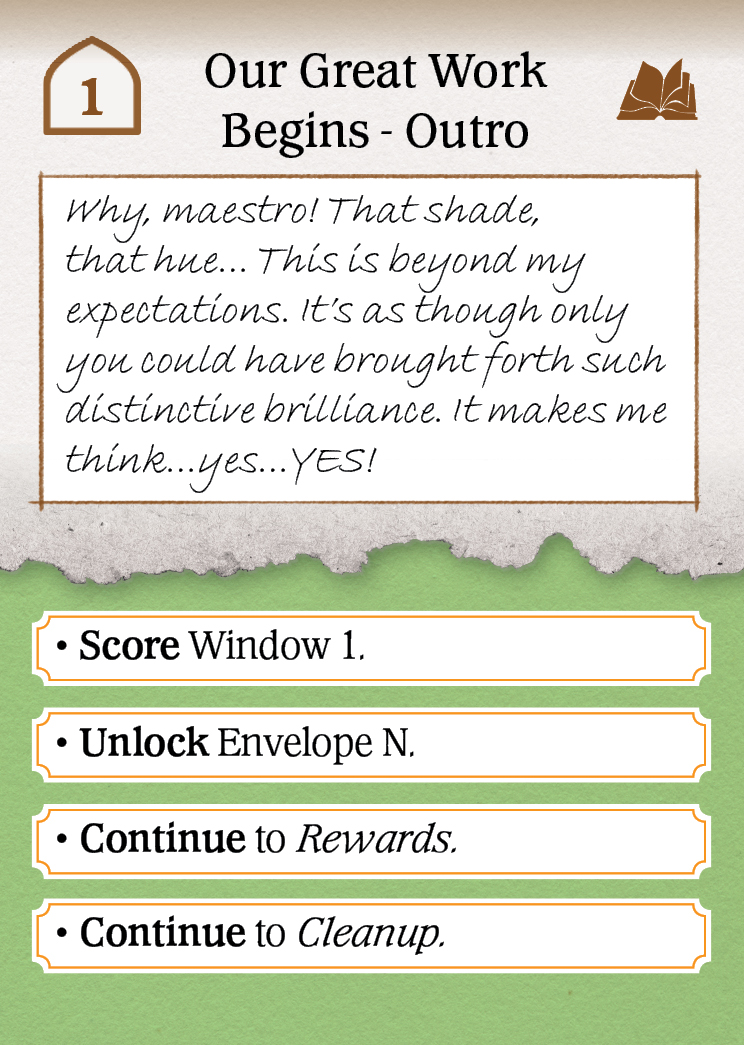 1
Our Great Work
Begins - Outro
Why, maestro! That shade,
that hue... This is beyond my
expectations. It's as though only
you could have brought forth such
distinctive brilliance. It makes me
think...yes...YES!
• Score Window 1.
• Unlock Envelope N.
• Continue to Rewards.
• Continue to Cleanup.